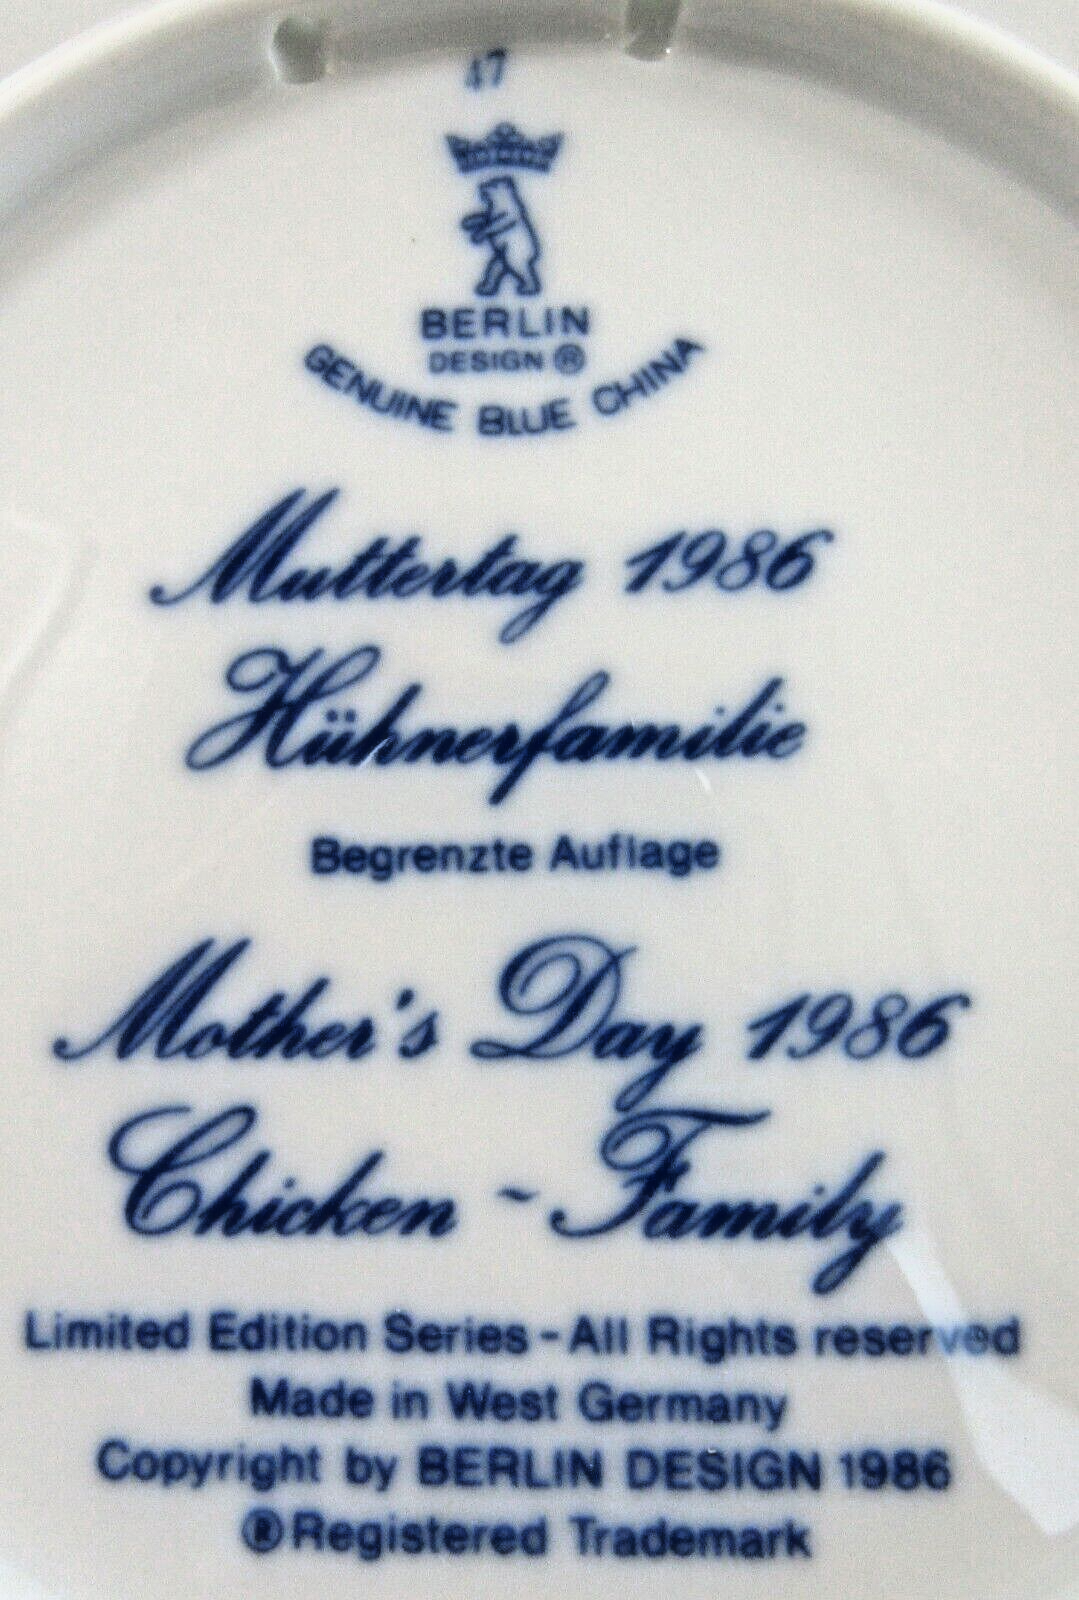 47
BERLIN
DESIGN ®
GENUINE BLUE CHINA
Muttertag 1986
Hühnerfamilie
Begrenzte Auflage
Mother's Day 1986
Chicken - Family
Limited Edition Series - All Rights reserved
Made in West Germany
Copyright by BERLIN DESIGN 1986
® Registered Trademark